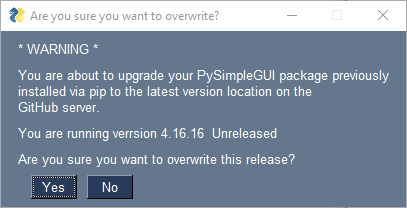 Are you sure you want to overwrite?
* WARNING *
You are about to upgrade your PySimpleGUI package previously
installed via pip to the latest version location on the
GitHub server.
You are running verrsion 4.16.16  Unreleased
Are you sure you want to overwrite this release?
Yes No